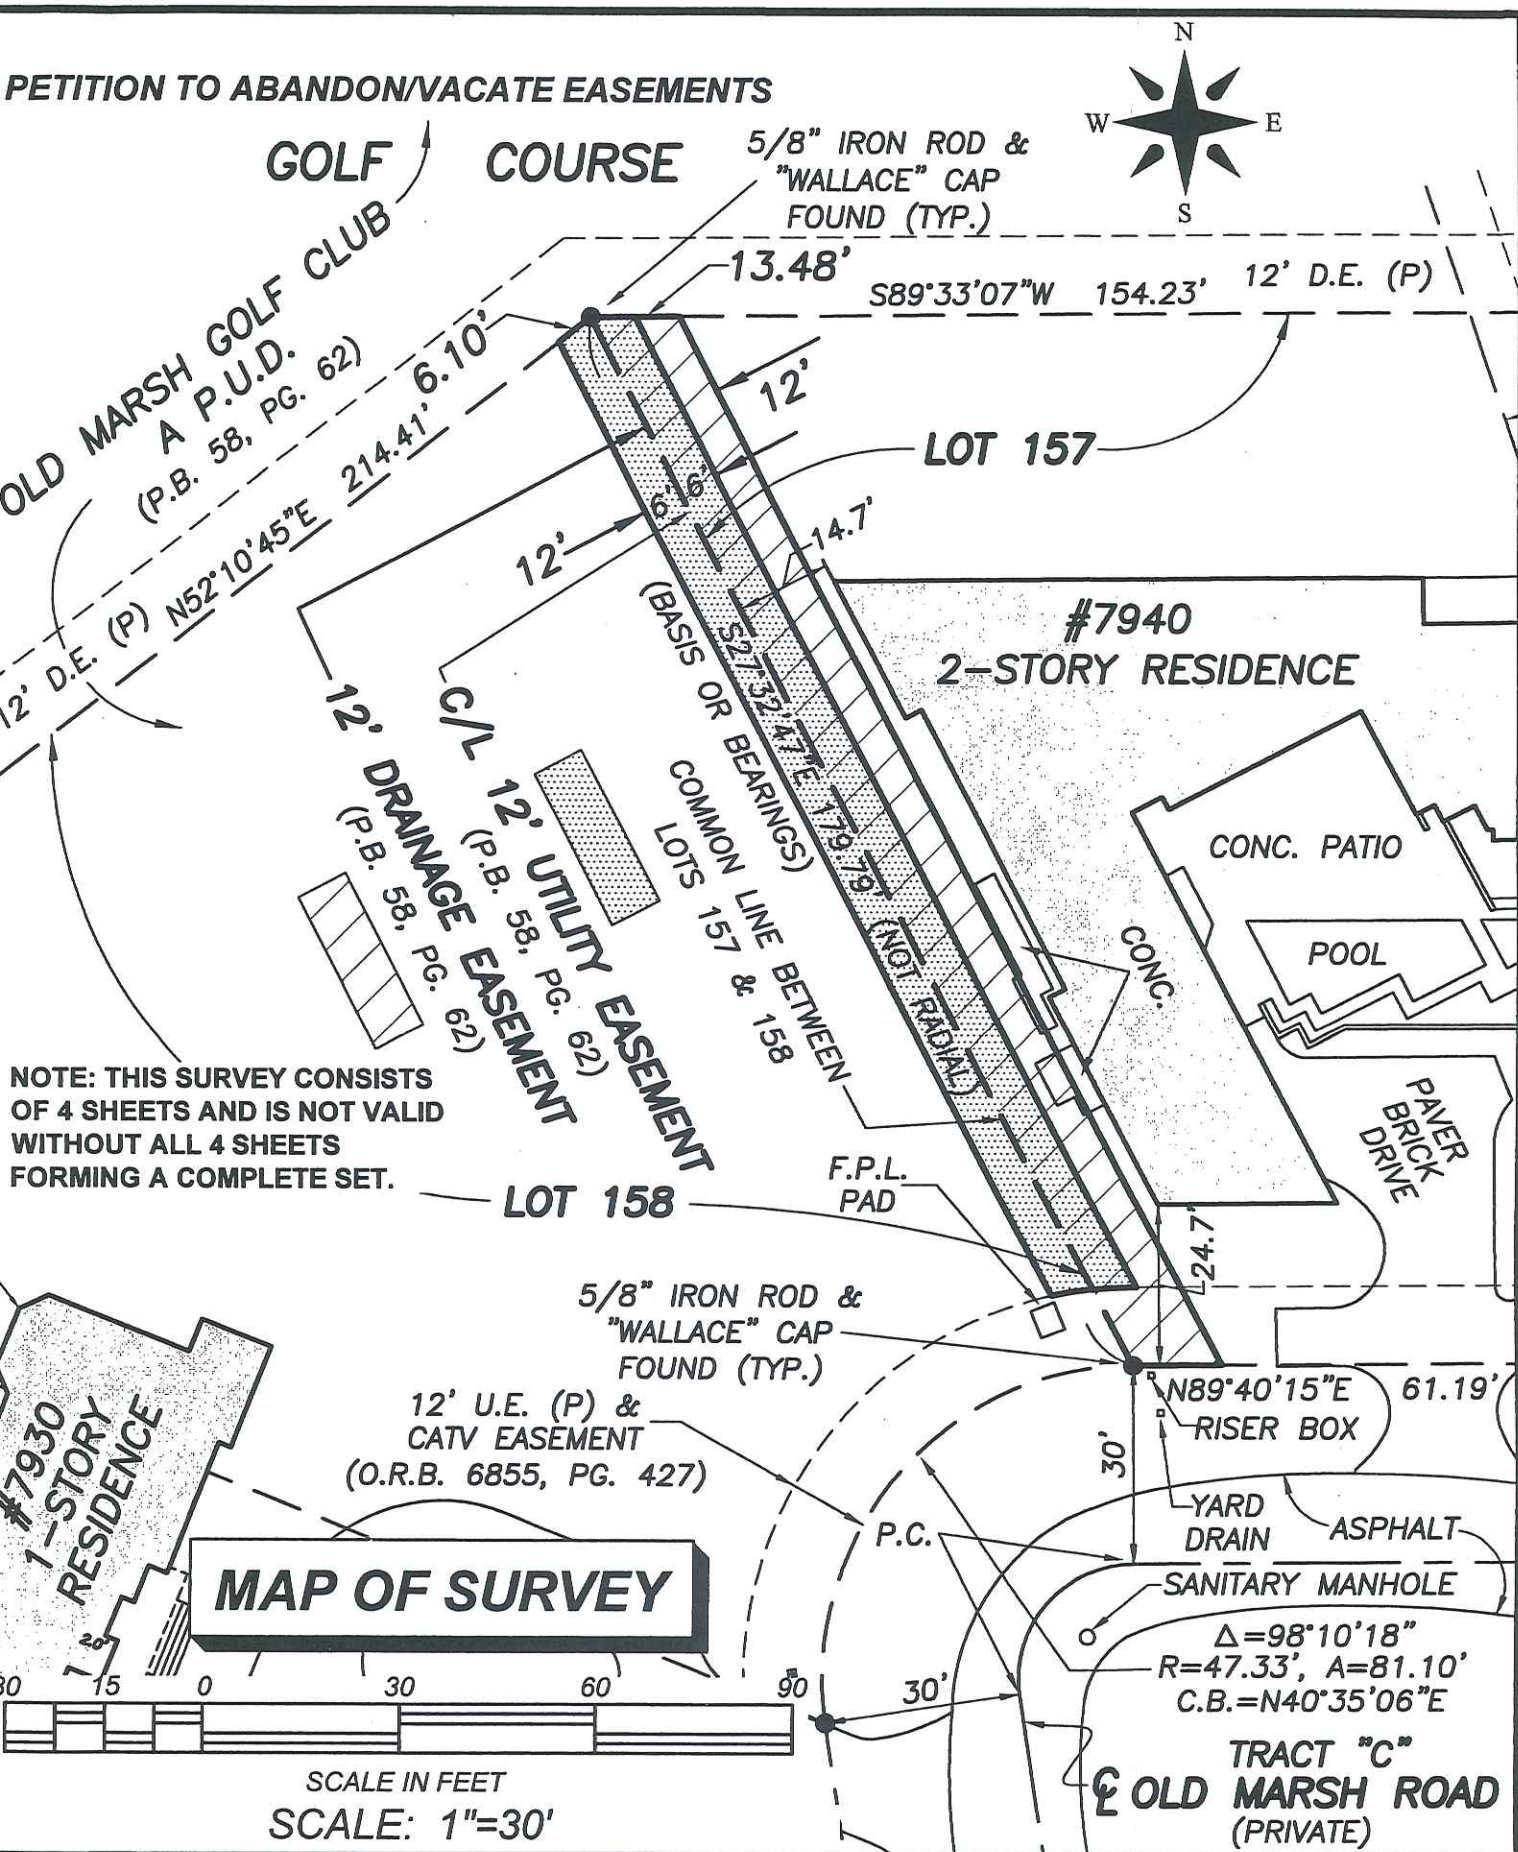 PETITION TO ABANDON/VACATE EASEMENTS
GOLF COURSE
N
W
E
S
5/8" IRON ROD &
"WALLACE" CAP
FOUND (TYP.)
13.48'
S89°33'07"W 154.23'
12' D.E. (P)
OLD MARSH GOLF CLUB
A P.U.D.
(P.B. 58, PG. 62)
6.10'
12' D.E. (P)
N52°10'45"E 214.41'
12'
LOT 157
6'
6'
12'
14.7'
#7940
2-STORY RESIDENCE
(BASIS OR BEARINGS)
S27°32'47"E 179.79' (NOT RADIAL)
C/L 12' UTILITY EASEMENT
(P.B. 58, PG. 62)
12' DRAINAGE EASEMENT
(P.B. 58, PG. 62)
COMMON LINE BETWEEN
LOTS 157 & 158
CONC. PATIO
CONC.
POOL
PAVER
BRICK
DRIVE
NOTE: THIS SURVEY CONSISTS
OF 4 SHEETS AND IS NOT VALID
WITHOUT ALL 4 SHEETS
FORMING A COMPLETE SET.
LOT 158
F.P.L.
PAD
24.7'
5/8" IRON ROD &
"WALLACE" CAP
FOUND (TYP.)
N89°40'15"E 61.19'
RISER BOX
12' U.E. (P) &
CATV EASEMENT
(O.R.B. 6855, PG. 427)
30'
#7930
1-STORY
RESIDENCE
P.C.
YARD
DRAIN
ASPHALT
SANITARY MANHOLE
MAP OF SURVEY
Δ=98°10'18"
R=47.33', A=81.10'
C.B.=N40°35'06"E
2.0'
30 15 0 30 60 90
30'
SCALE IN FEET
SCALE: 1"=30'
TRACT "C"
℄ OLD MARSH ROAD
(PRIVATE)